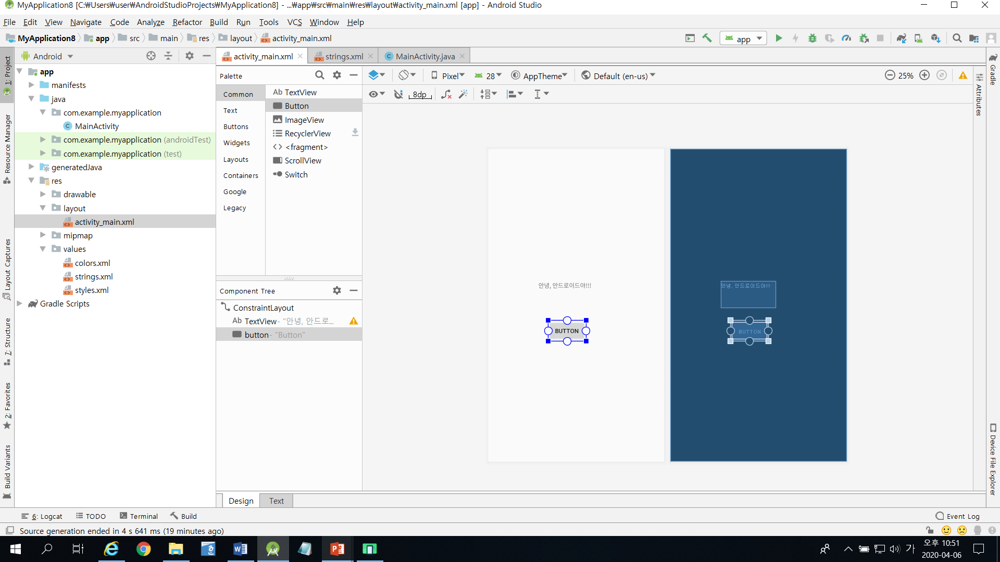 MyApplication8 [C:₩Users₩user₩AndroidStudioProjects₩MyApplication8] - ...₩app₩src₩main₩res₩layout₩activity_main.xml [app] - Android Studio
File Edit View Navigate Code Analyze Refactor Build Run Tools VCS Window Help
MyApplication8 app src main res layout activity_main.xml
app
1: Project
Resource Manager
Layout Captures
7: Structure
2: Favorites
Build Variants
Android
app
manifests
java
com.example.myapplication
MainActivity
com.example.myapplication (androidTest)
com.example.myapplication (test)
generatedJava
res
drawable
layout
activity_main.xml
mipmap
values
colors.xml
strings.xml
styles.xml
Gradle Scripts
activity_main.xml strings.xml MainActivity.java
Palette
Common
Text
Buttons
Widgets
Layouts
Containers
Google
Legacy
Ab TextView
Button
ImageView
RecyclerView
<fragment>
ScrollView
Switch
Component Tree
ConstraintLayout
Ab TextView- "안녕, 안드로...
button- "Button"
Pixel 28 AppTheme Default (en-us) 25%
8dp
안녕, 안드로이드야!!!
BUTTON
안녕, 안드로이드야!!!
BUTTON
Gradle
Attributes
Device File Explorer
Design Text
6: Logcat TODO Terminal Build Event Log
Source generation ended in 4 s 641 ms (19 minutes ago)
가
오후 10:51
2020-04-06